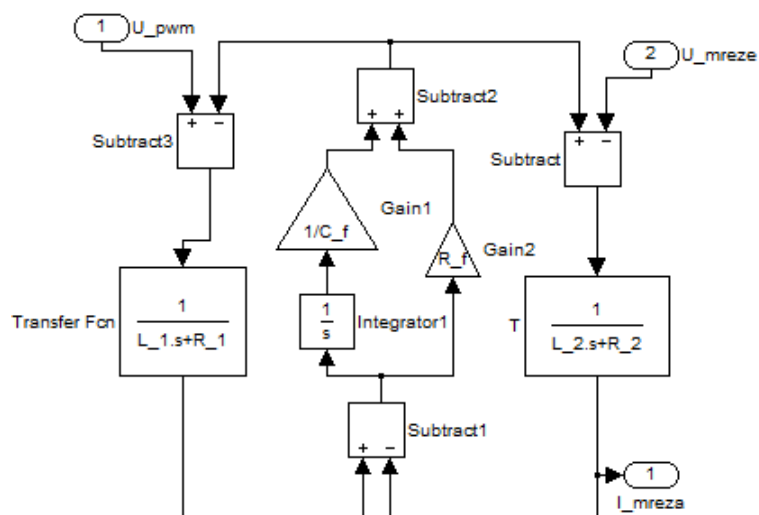 1
U_pwm
2
U_mreze
+ +
Subtract2
+ −
Subtract3
+ −
Subtract
1/C_f
Gain1
R_f
Gain2
Transfer Fcn
1
L_1.s+R_1
1
s
Integrator1
T
1
L_2.s+R_2
+ −
Subtract1
1
I_mreza